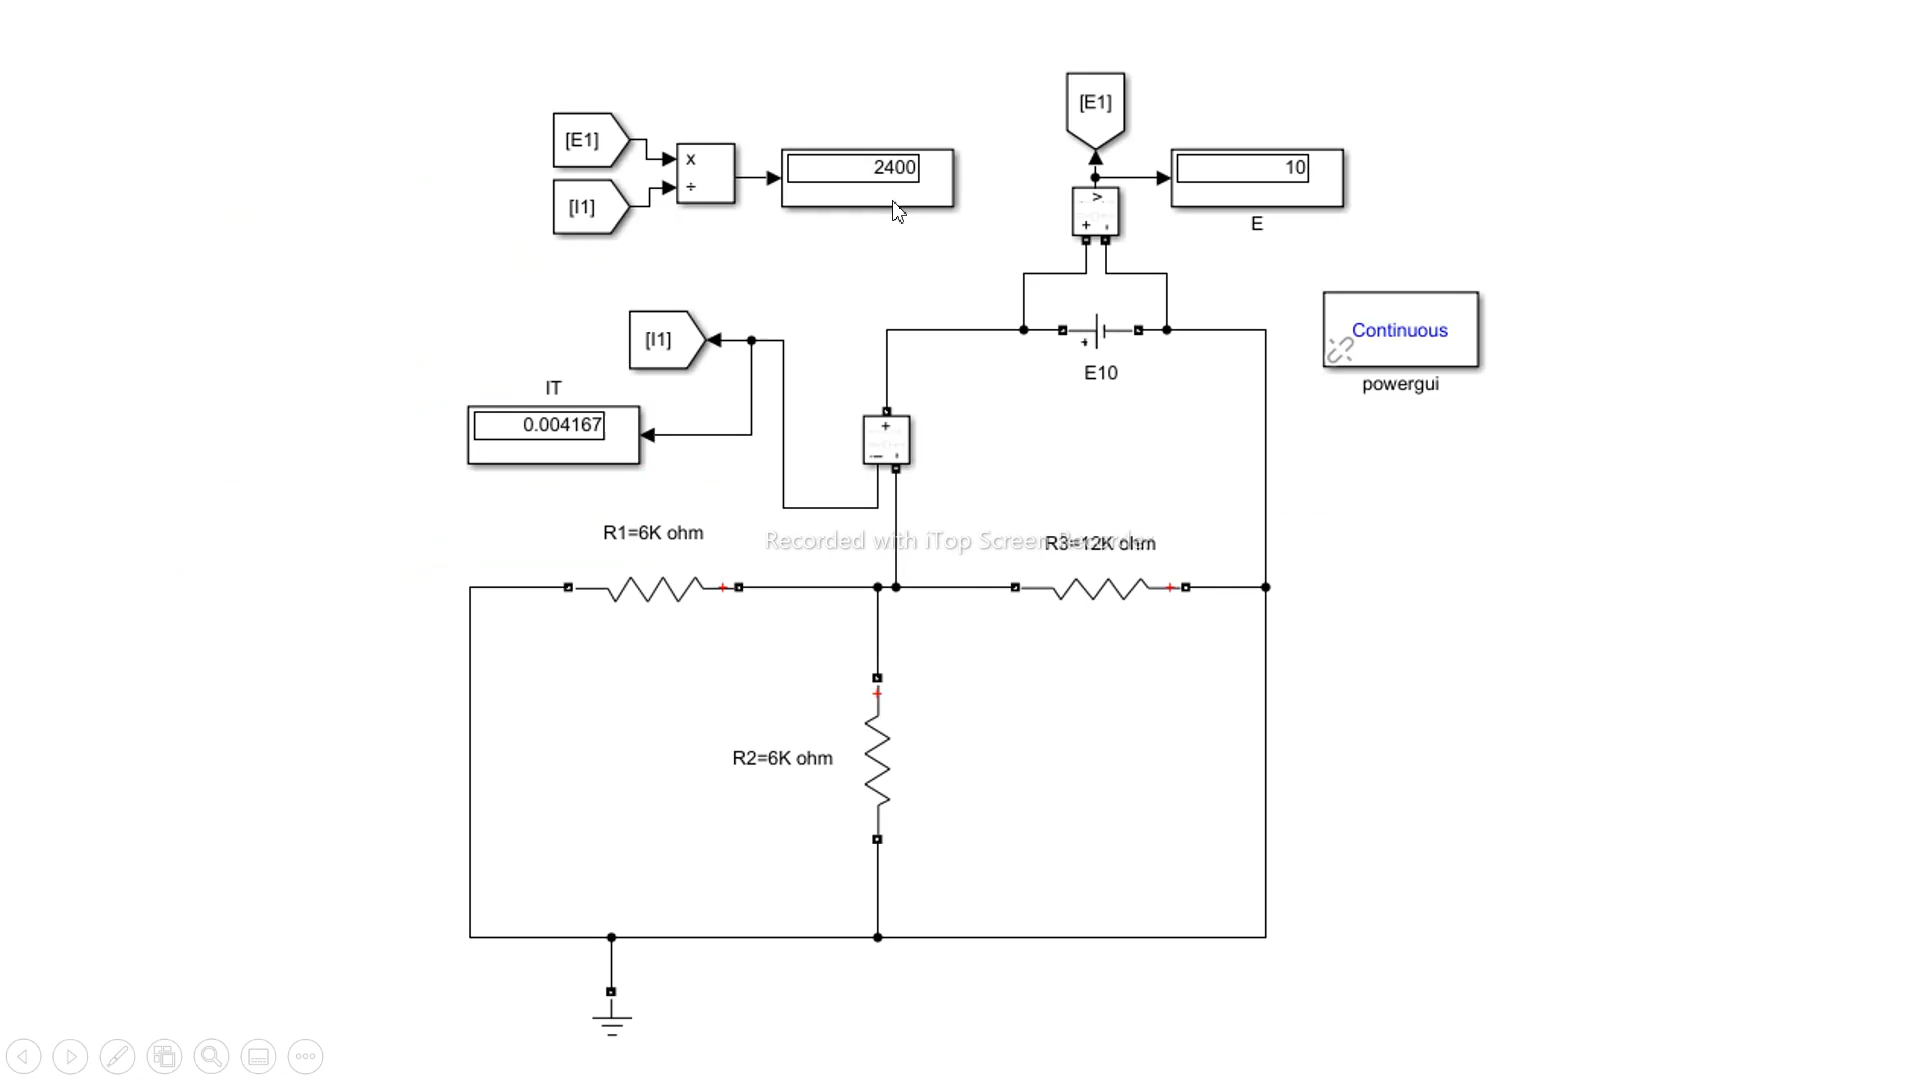 [E1]
[E1]
x
÷
2400
10
[I1]
E
[I1]
Continuous
E10
powergui
IT
0.004167
R1=6K ohm
Recorded with iTop Screen Recorder
R3=12K ohm
R2=6K ohm